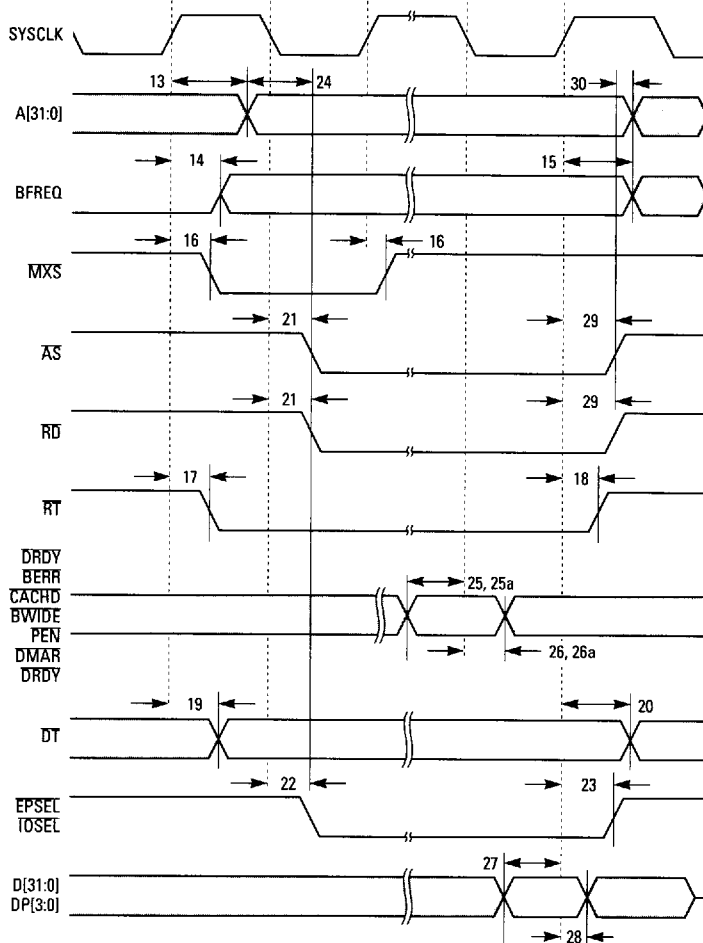 SYSCLK
13 24 30
A[31:0]
14 15
BFREQ
16 16
MXS
21 29
AS
21 29
RD
17 18
RT
DRDY
BERR
25, 25a
CACHD
BWIDE
PEN
DMAR
26, 26a
DRDY
19 20
DT
22 23
EPSEL
IOSEL
27
D[31:0]
DP[3:0]
28